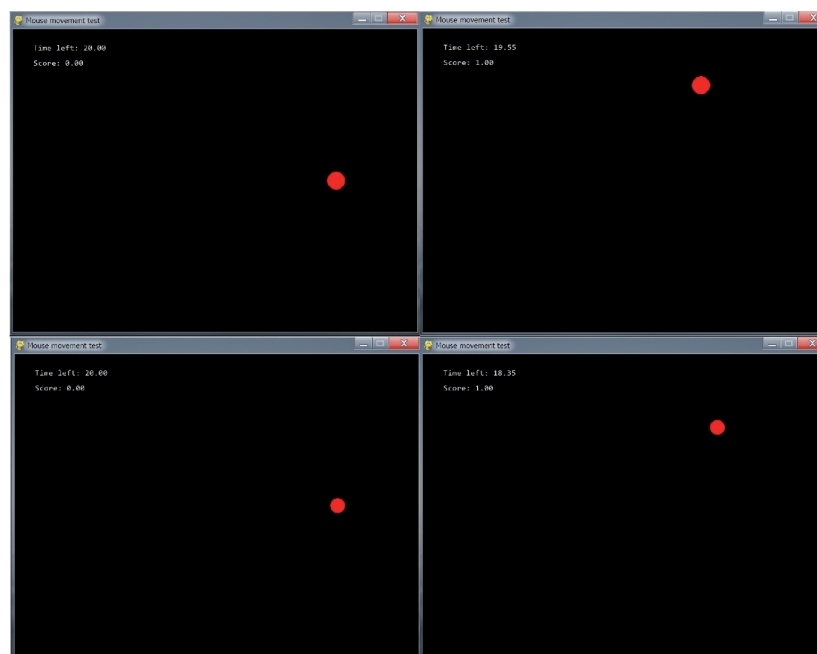 Mouse movement test
Time left: 20.00
Score: 0.00
Mouse movement test
Time left: 19.55
Score: 1.00
Mouse movement test
Time left: 20.00
Score: 0.00
Mouse movement test
Time left: 18.35
Score: 1.00